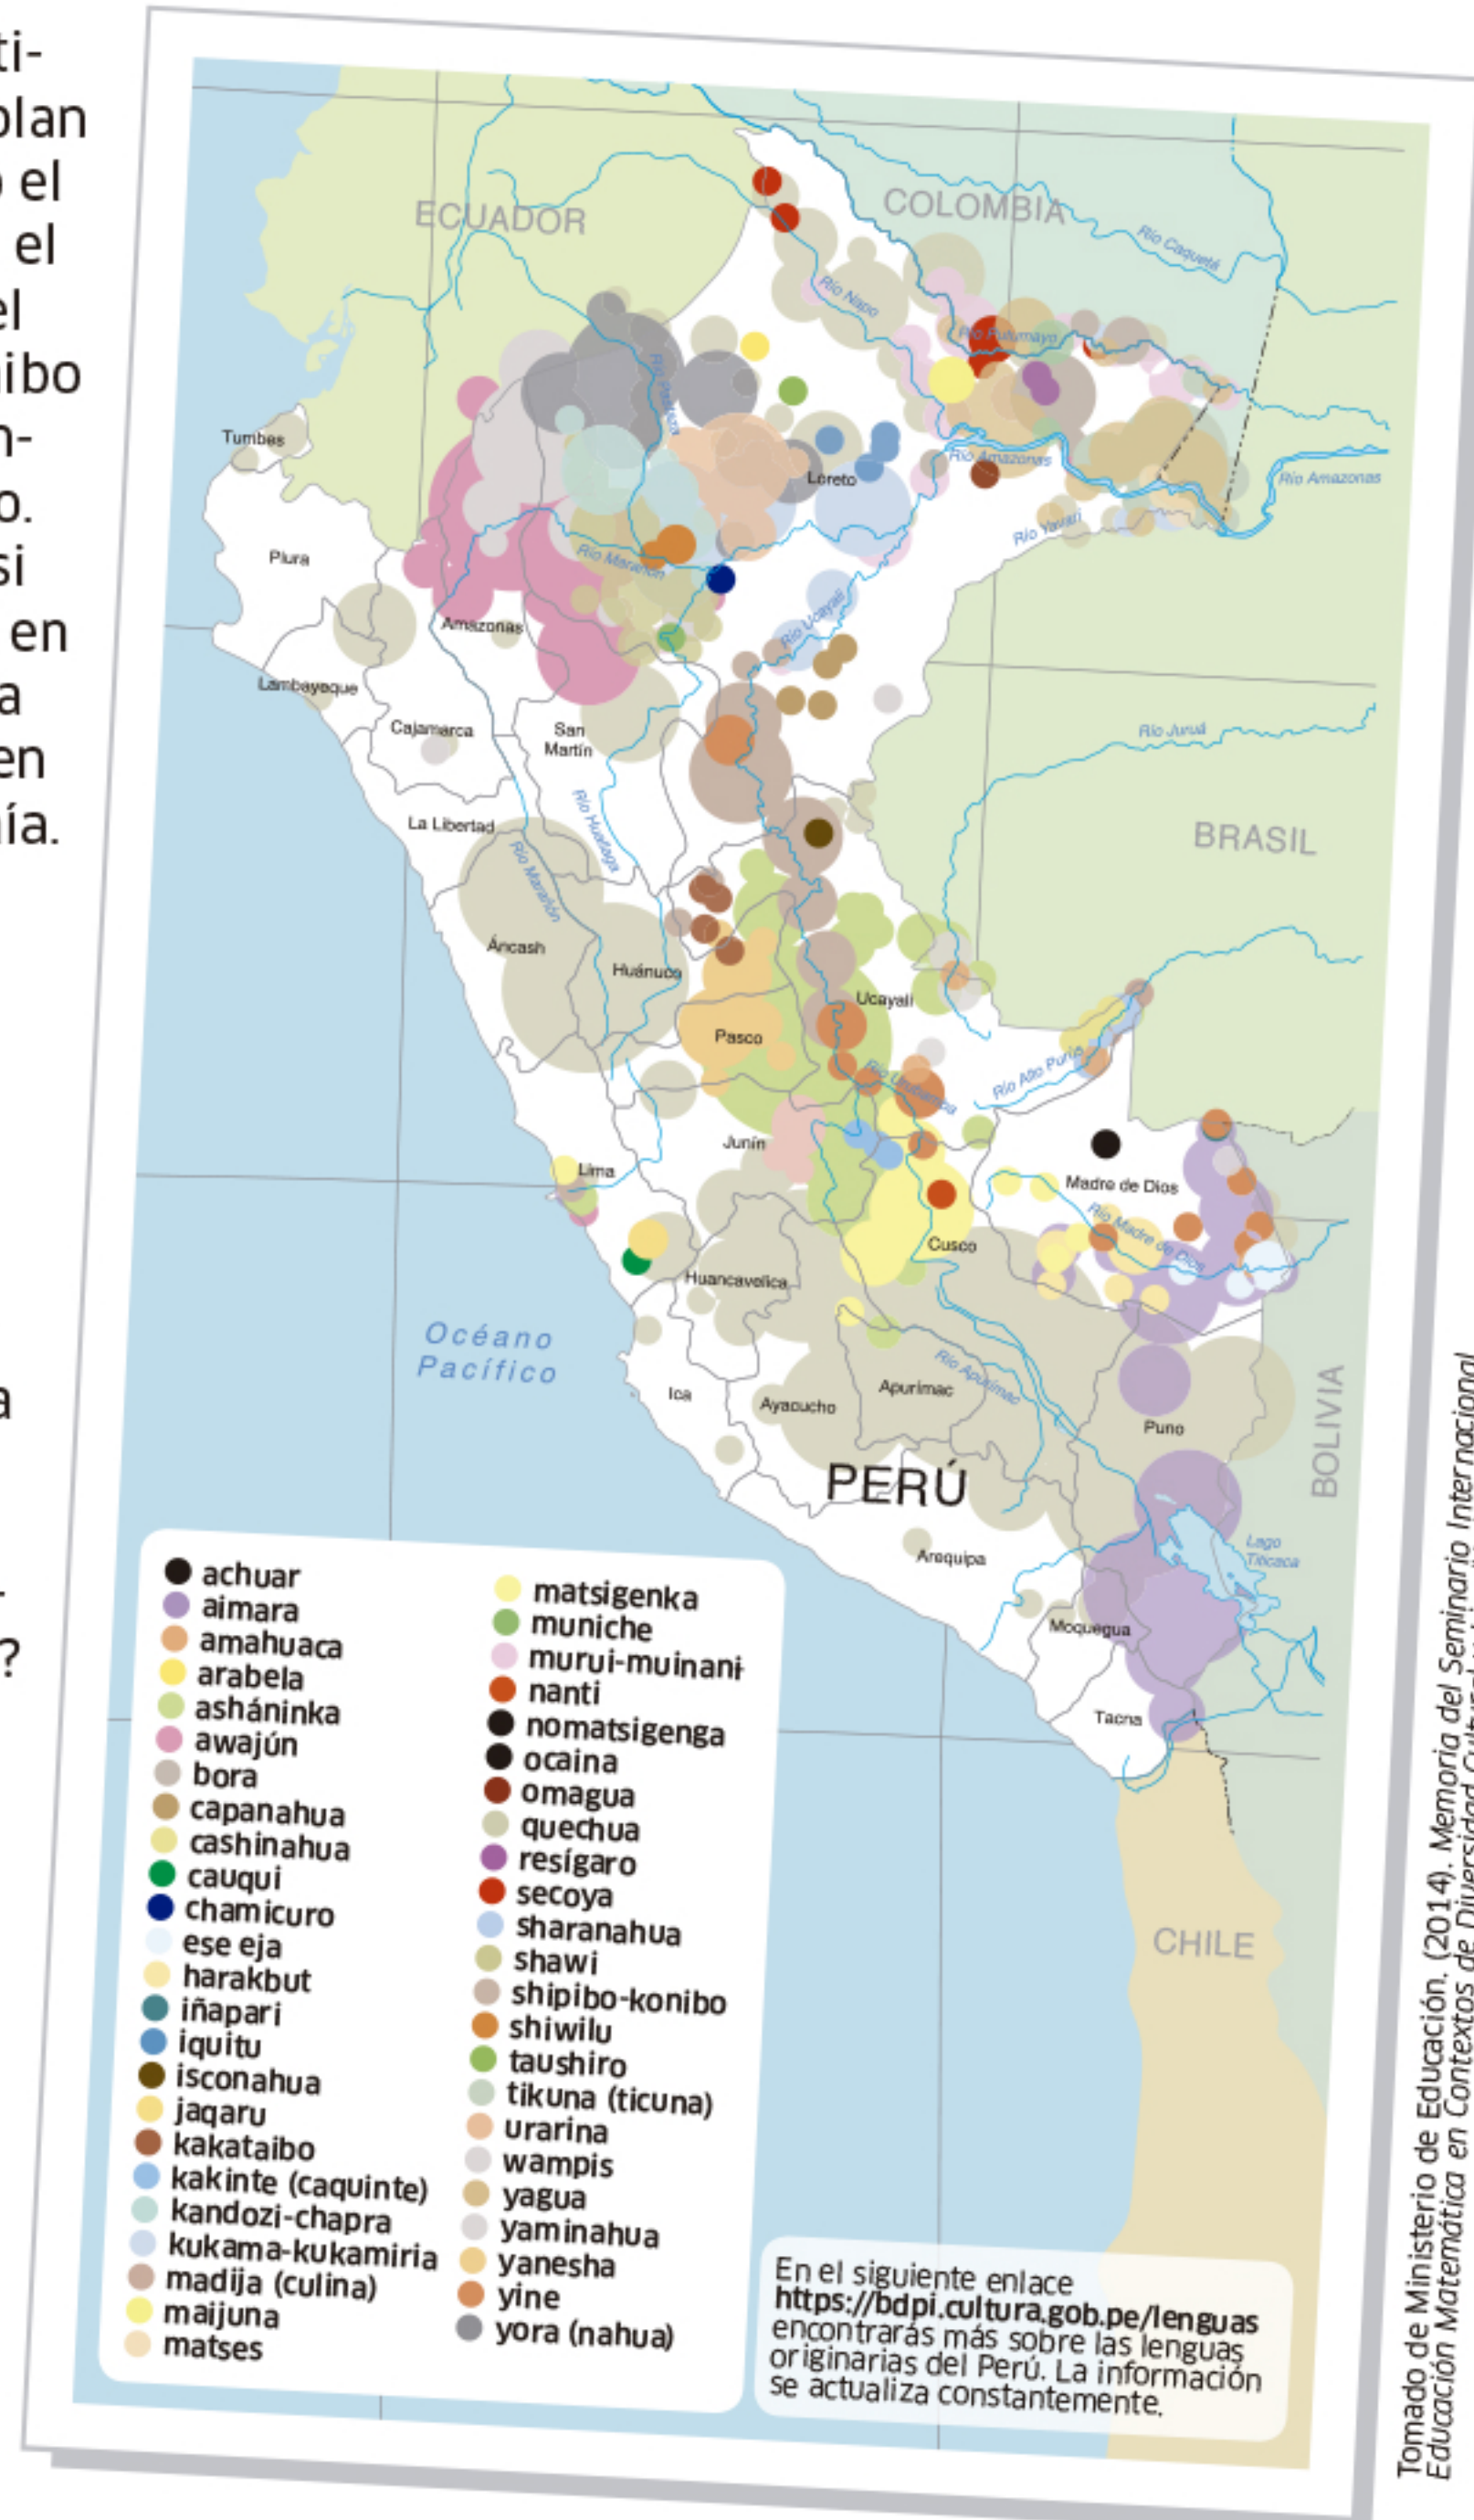 ti-
plan
o el
el
el
nibo
n-
o.
si
en
a
en
nía.
a
-
?
ECUADOR
COLOMBIA
Río Caquetá
Río Napo
Río Putumayo
Río Pastaza
Tumbes
Loreto
Río Amazonas
Río Amazonas
Río Yavarí
Piura
Río Marañón
Amazonas
Río Ucayali
Lambayeque
Cajamarca
San
Martín
Río Juruá
La Libertad
Río Huallaga
BRASIL
Río Marañón
Áncash
Huánuco
Ucayali
Pasco
Río Urubamba
Río Alto Purús
Junín
Lima
Madre de Dios
Río Madre de Dios
Cusco
Huancavelica
Océano
Pacífico
Río Apurímac
Ica
Ayacucho
Apurímac
Puno
BOLIVIA
PERÚ
Arequipa
Lago
Titicaca
Moquegua
Tacna
CHILE
achuar
aimara
amahuaca
arabela
asháninka
awajún
bora
capanahua
cashinahua
cauqui
chamicuro
ese eja
harakbut
iñapari
iquitu
isconahua
jaqaru
kakataibo
kakinte (caquinte)
kandozi-chapra
kukama-kukamiria
madija (culina)
maijuna
matses
matsigenka
muniche
murui-muinani
nanti
nomatsigenga
ocaina
omagua
quechua
resígaro
secoya
sharanahua
shawi
shipibo-konibo
shiwilu
taushiro
tikuna (ticuna)
urarina
wampis
yagua
yaminahua
yanesha
yine
yora (nahua)
En el siguiente enlace
https://bdpi.cultura.gob.pe/lenguas
encontrarás más sobre las lenguas
originarias del Perú. La información
se actualiza constantemente.
Tomado de Ministerio de Educación. (2014). Memoria del Seminario Internacional
Educación Matemática en Contextos de Diversidad Cultural